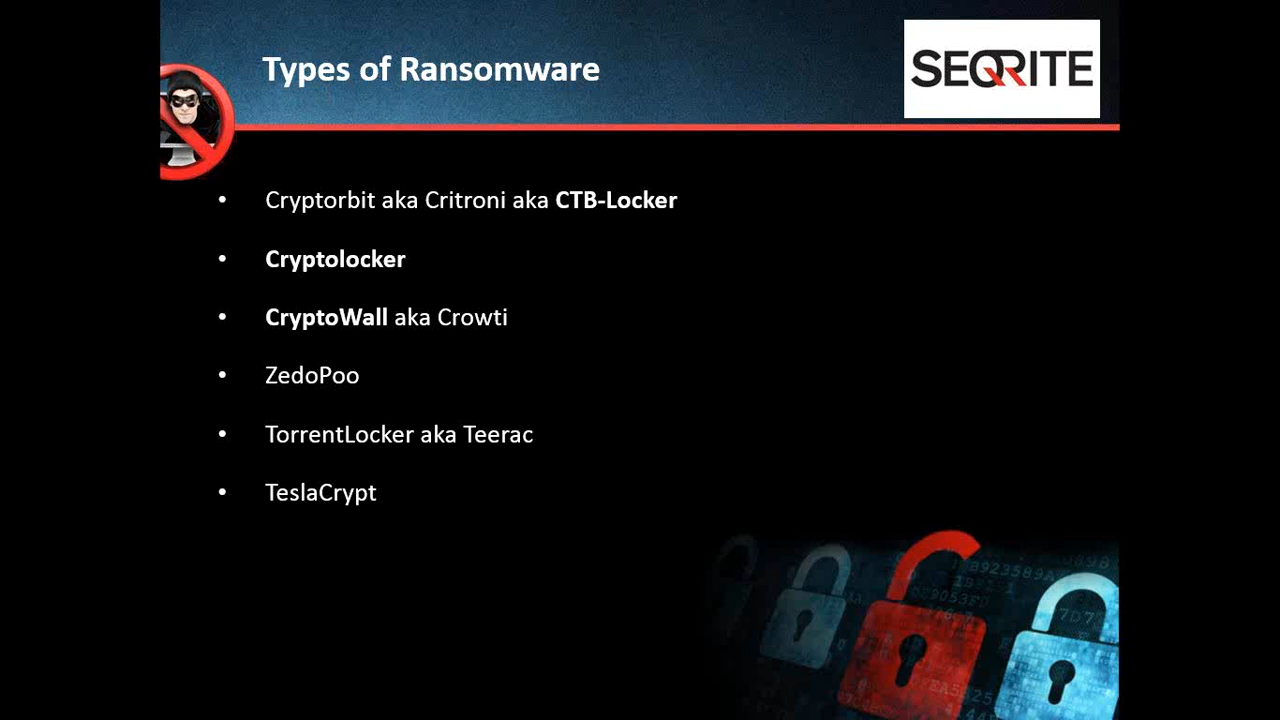 Types of Ransomware
SEQRITE
• Cryptorbit aka Critroni aka CTB-Locker
• Cryptolocker
• CryptoWall aka Crowti
• ZedoPoo
• TorrentLocker aka Teerac
• TeslaCrypt
B923589A